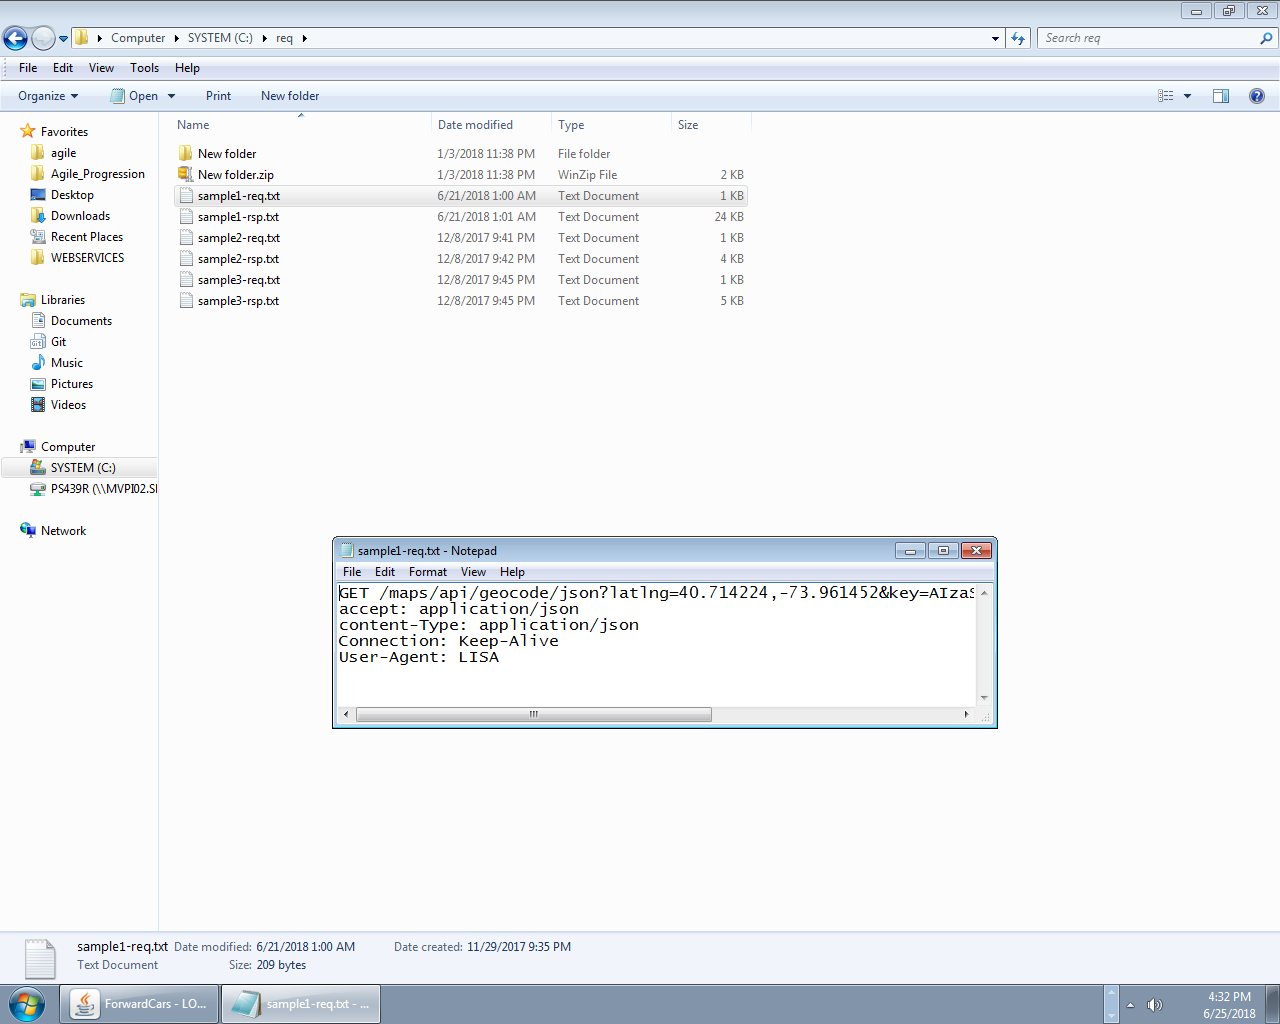 Computer SYSTEM (C:) req
Search req
File Edit View Tools Help
Organize Open Print New folder
Name Date modified Type Size
Favorites
agile
Agile_Progression
Desktop
Downloads
Recent Places
WEBSERVICES
Libraries
Documents
Git
Music
Pictures
Videos
Computer
SYSTEM (C:)
PS439R (\\MVPI02.SI
Network
New folder 1/3/2018 11:38 PM File folder
New folder.zip 1/3/2018 11:38 PM WinZip File 2 KB
sample1-req.txt 6/21/2018 1:00 AM Text Document 1 KB
sample1-rsp.txt 6/21/2018 1:01 AM Text Document 24 KB
sample2-req.txt 12/8/2017 9:41 PM Text Document 1 KB
sample2-rsp.txt 12/8/2017 9:42 PM Text Document 4 KB
sample3-req.txt 12/8/2017 9:45 PM Text Document 1 KB
sample3-rsp.txt 12/8/2017 9:45 PM Text Document 5 KB
sample1-req.txt - Notepad
File Edit Format View Help
GET /maps/api/geocode/json?latlng=40.714224,-73.961452&key=AIzaS
accept: application/json
content-Type: application/json
Connection: Keep-Alive
User-Agent: LISA
sample1-req.txt Date modified: 6/21/2018 1:00 AM Date created: 11/29/2017 9:35 PM
Text Document Size: 209 bytes
ForwardCars - LO...
sample1-req.txt - ...
4:32 PM
6/25/2018